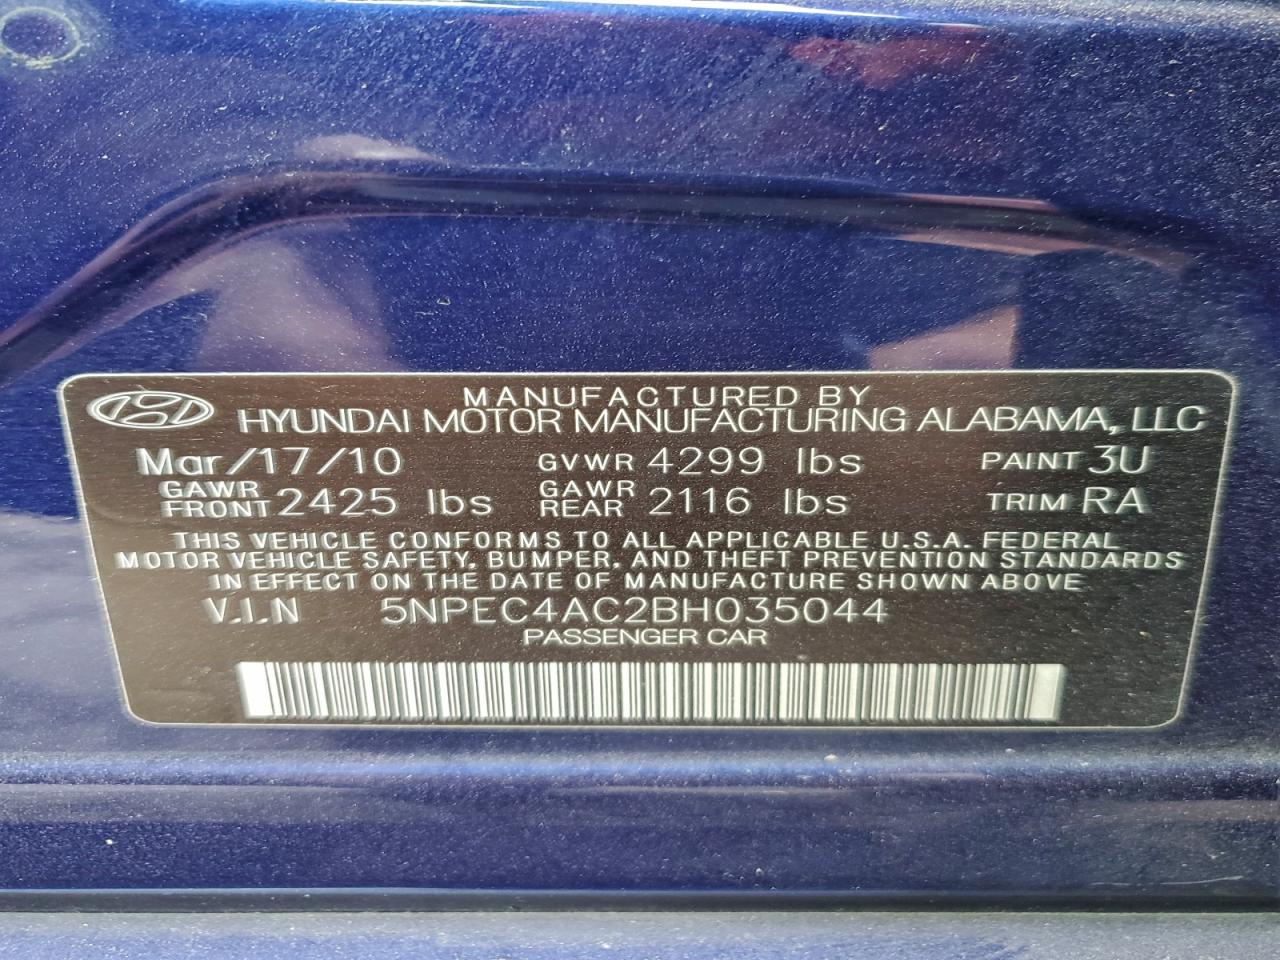 MANUFACTURED BY
HYUNDAI MOTOR MANUFACTURING ALABAMA, LLC
Mar/17/10 GVWR 4299 lbs PAINT 3U
GAWR FRONT 2425 lbs GAWR REAR 2116 lbs TRIM RA
THIS VEHICLE CONFORMS TO ALL APPLICABLE U.S.A. FEDERAL
MOTOR VEHICLE SAFETY, BUMPER, AND THEFT PREVENTION STANDARDS
IN EFFECT ON THE DATE OF MANUFACTURE SHOWN ABOVE
V.I.N 5NPEC4AC2BH035044
PASSENGER CAR